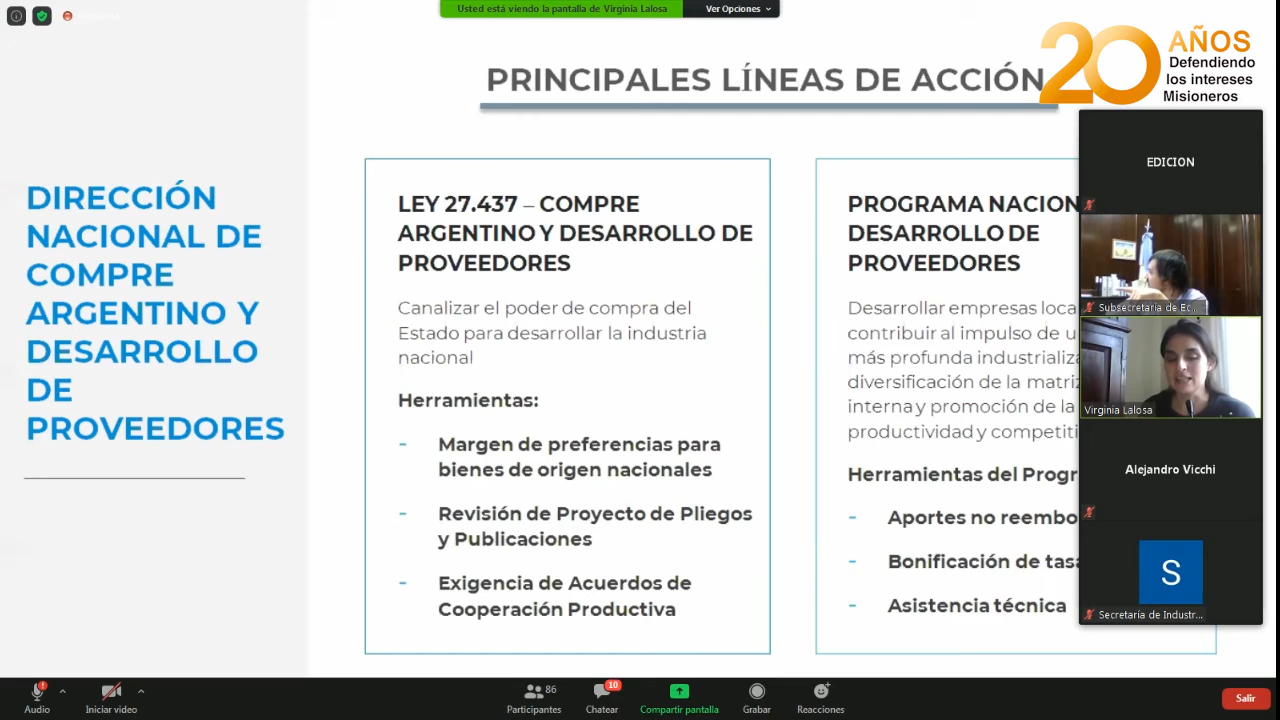 Usted está viendo la pantalla de Virginia Lalosa
Ver Opciones
20 AÑOS
Defendiendo
los intereses
Misioneros
PRINCIPALES LÍNEAS DE ACCIÓN
DIRECCIÓN
NACIONAL DE
COMPRE
ARGENTINO Y
DESARROLLO
DE
PROVEEDORES
LEY 27.437 – COMPRE
ARGENTINO Y DESARROLLO DE
PROVEEDORES
Canalizar el poder de compra del
Estado para desarrollar la industria
nacional
Herramientas:
- Margen de preferencias para
bienes de origen nacionales
- Revisión de Proyecto de Pliegos
y Publicaciones
- Exigencia de Acuerdos de
Cooperación Productiva
PROGRAMA NACION
DESARROLLO DE
PROVEEDORES
Desarrollar empresas loca
contribuir al impulso de u
más profunda industrializa
diversificación de la matriz
interna y promoción de la
productividad y competiti
Herramientas del Progr
- Aportes no reembo
- Bonificación de tasa
- Asistencia técnica
EDICION
Subsecretaría de Ec...
Virginia Lalosa
Alejandro Vicchi
S
Secretaría de Industr...
Audio
Iniciar video
86
Participantes
10
Chatear
Compartir pantalla
Grabar
Reacciones
Salir